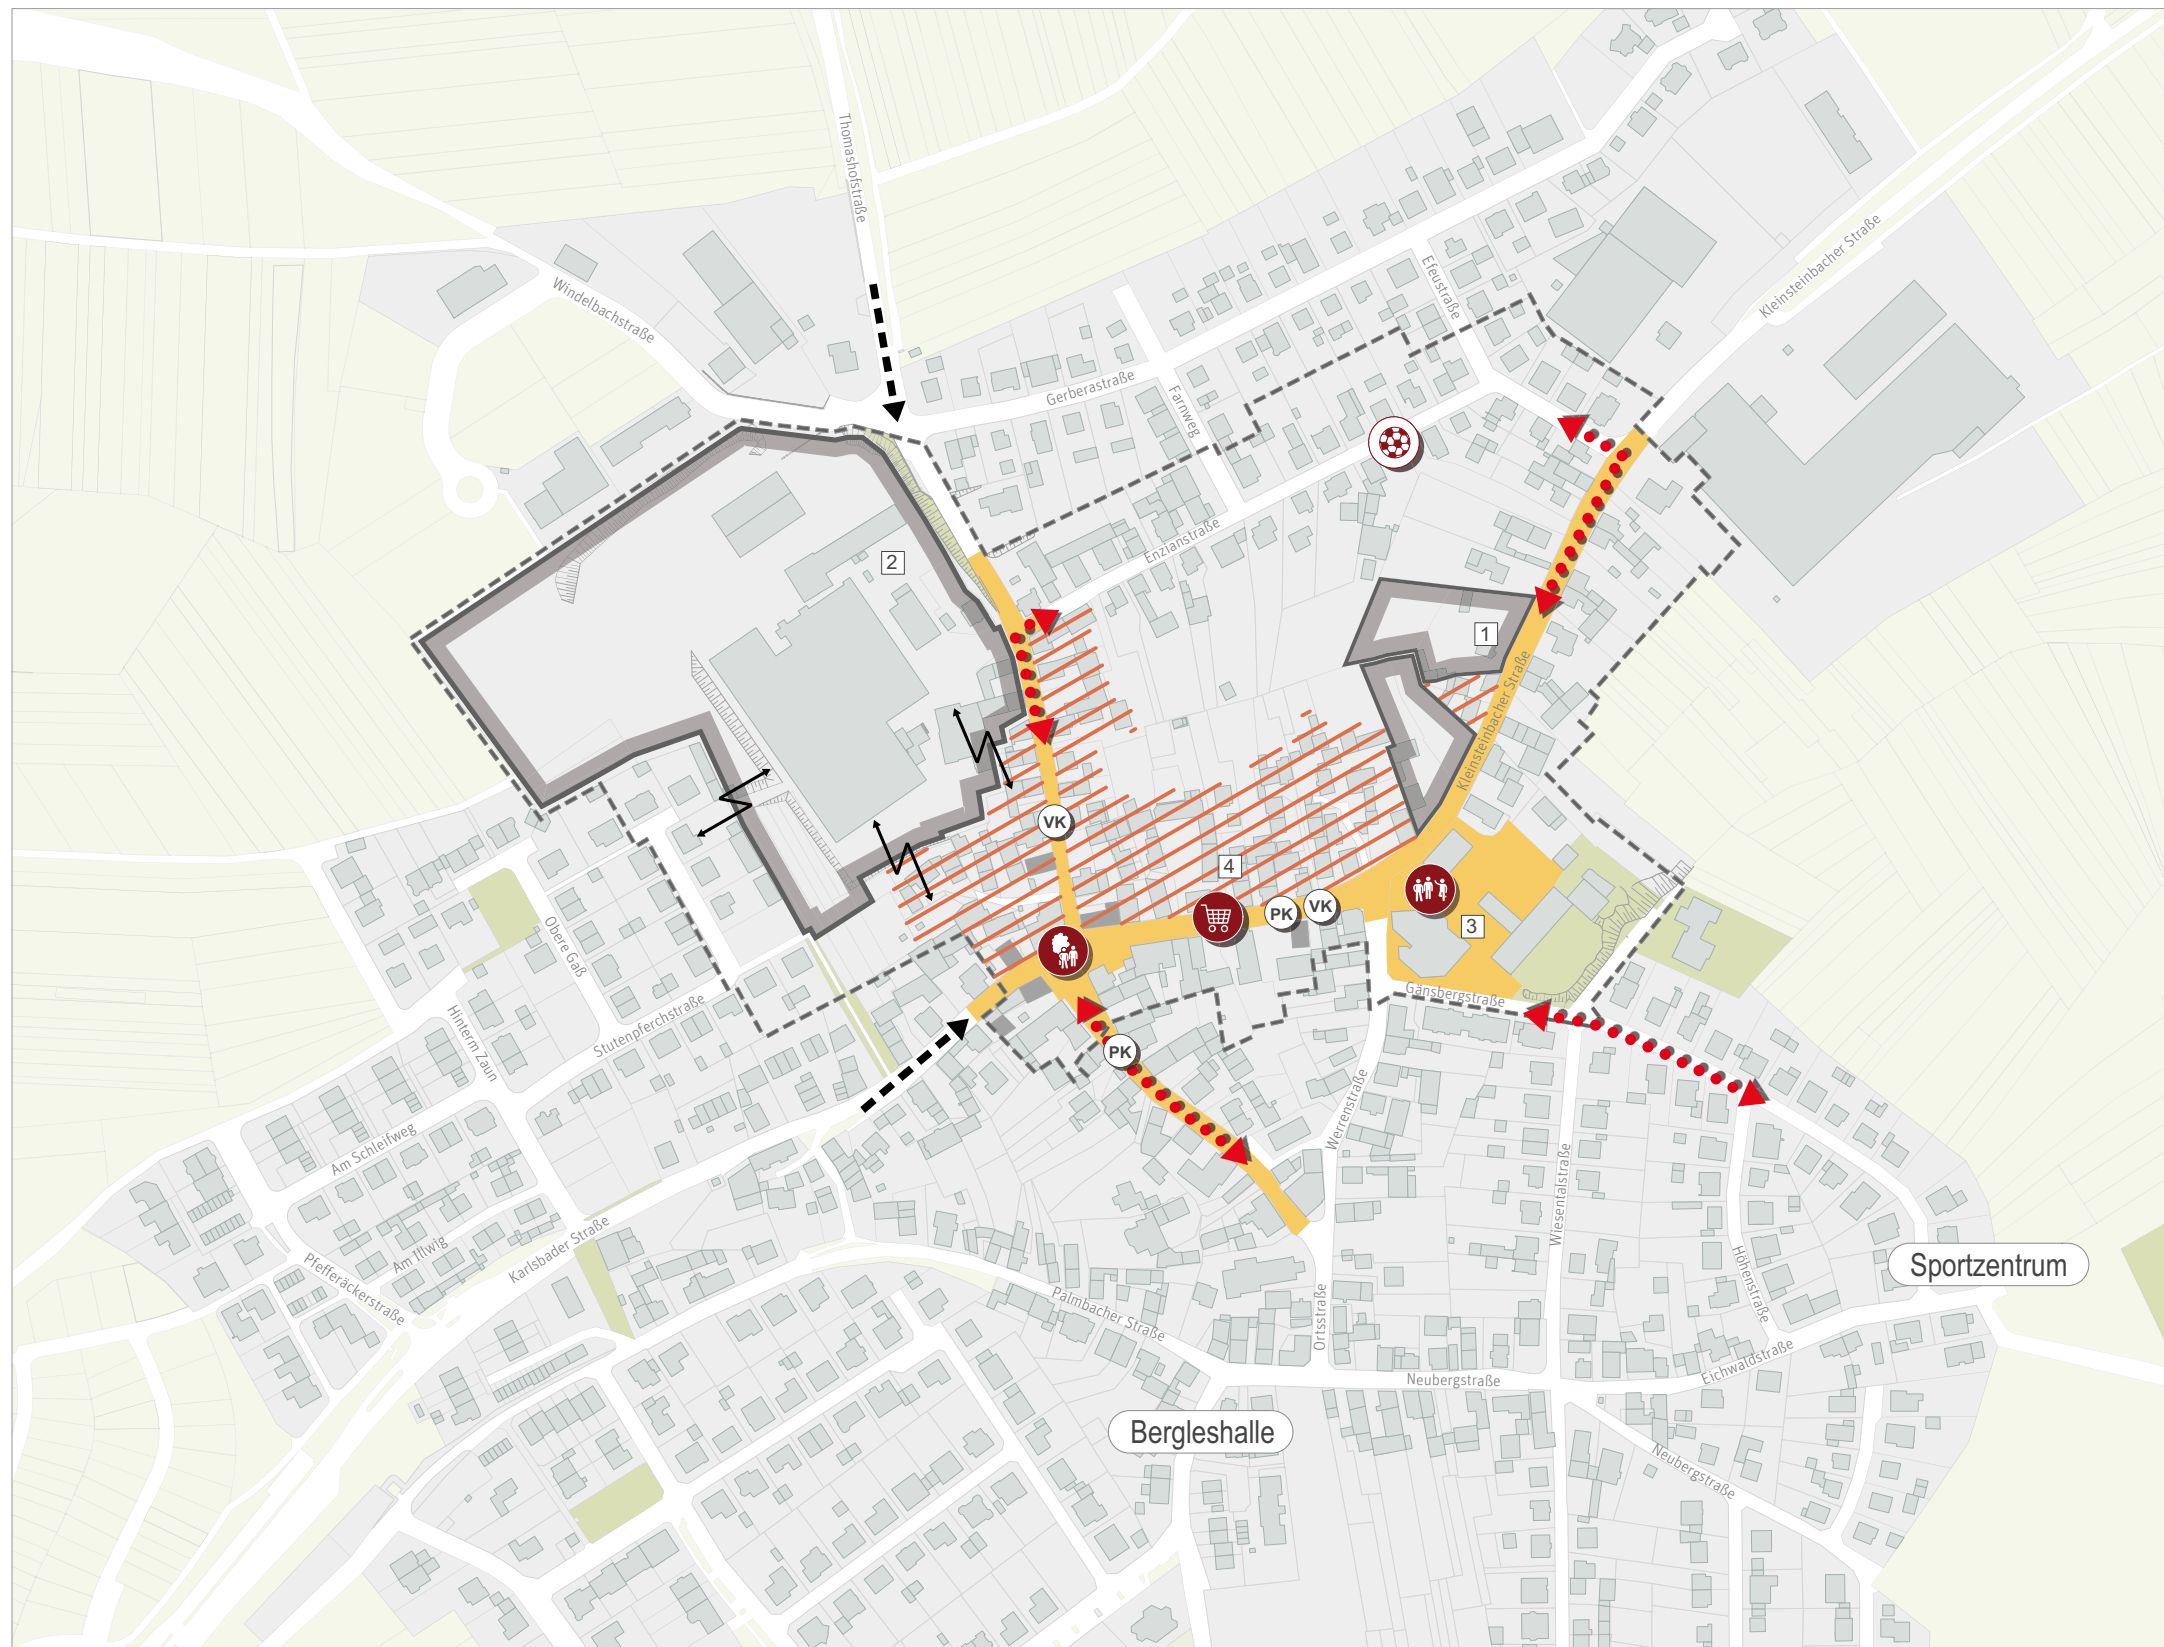 Thomashofstraße
Windelbachstraße
Kleinsteinbacher Straße
Efeustraße
Gerberastraße
Farnweg
Enzianstraße
2
1
Kleinsteinbacher Straße
VK
4
PK
VK
3
Obere Gaß
Gänsbergstraße
Hinterm Zaun
Stutenpferchstraße
PK
Werrenstraße
Am Schleifweg
Wiesentalstraße
Am Illwig
Karlsbader Straße
Pfefferäckerstraße
Höhenstraße
Sportzentrum
Palmbacher Straße
Ortsstraße
Eichwaldstraße
Neubergstraße
Bergleshalle
Neubergstraße